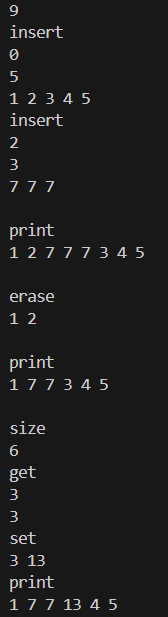 9
insert
0
5
1 2 3 4 5
insert
2
3
7 7 7
print
1 2 7 7 7 3 4 5
erase
1 2
print
1 7 7 3 4 5
size
6
get
3
3
set
3 13
print
1 7 7 13 4 5